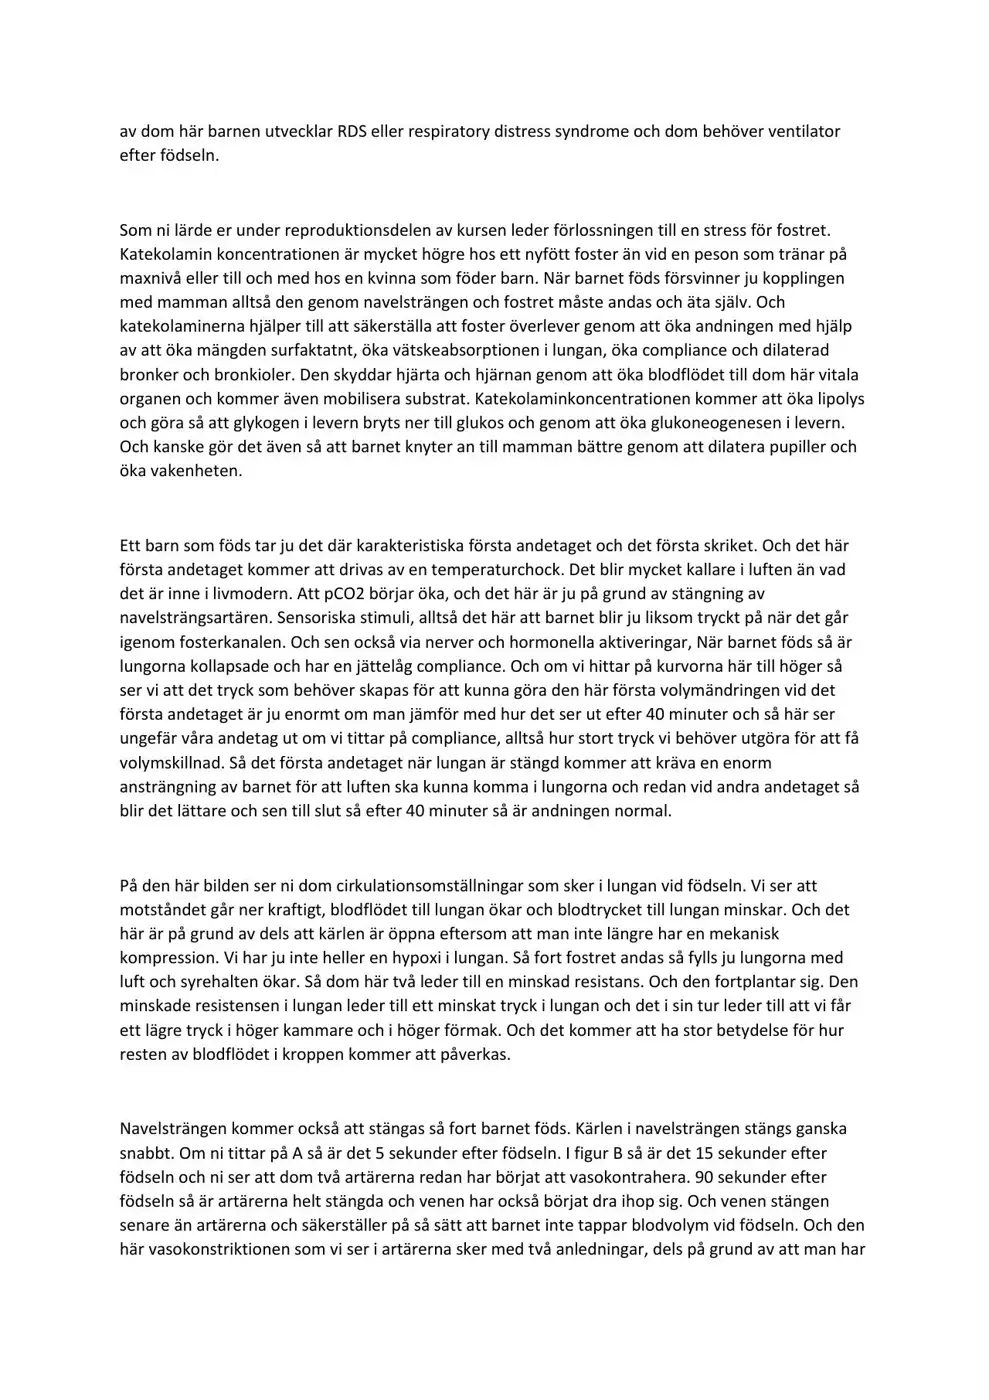 av dom här barnen utvecklar RDS eller respiratory distress syndrome och dom behöver ventilator
efter födseln.
Som ni lärde er under reproduktionsdelen av kursen leder förlossningen till en stress för fostret.
Katekolamin koncentrationen är mycket högre hos ett nyfött foster än vid en peson som tränar på
maxnivå eller till och med hos en kvinna som föder barn. När barnet föds försvinner ju kopplingen
med mamman alltså den genom navelsträngen och fostret måste andas och äta själv. Och
katekolaminerna hjälper till att säkerställa att foster överlever genom att öka andningen med hjälp
av att öka mängden surfaktatnt, öka vätskeabsorptionen i lungan, öka compliance och dilaterad
bronker och bronkioler. Den skyddar hjärta och hjärnan genom att öka blodflödet till dom här vitala
organen och kommer även mobilisera substrat. Katekolaminkoncentrationen kommer att öka lipolys
och göra så att glykogen i levern bryts ner till glukos och genom att öka glukoneogenesen i levern.
Och kanske gör det även så att barnet knyter an till mamman bättre genom att dilatera pupiller och
öka vakenheten.
Ett barn som föds tar ju det där karakteristiska första andetaget och det första skriket. Och det här
första andetaget kommer att drivas av en temperaturchock. Det blir mycket kallare i luften än vad
det är inne i livmodern. Att pCO2 börjar öka, och det här är ju på grund av stängning av
navelsträngsartären. Sensoriska stimuli, alltså det här att barnet blir ju liksom tryckt på när det går
igenom fosterkanalen. Och sen också via nerver och hormonella aktiveringar, När barnet föds så är
lungorna kollapsade och har en jättelåg compliance. Och om vi hittar på kurvorna här till höger så
ser vi att det tryck som behöver skapas för att kunna göra den här första volymändringen vid det
första andetaget är ju enormt om man jämför med hur det ser ut efter 40 minuter och så här ser
ungefär våra andetag ut om vi tittar på compliance, alltså hur stort tryck vi behöver utgöra för att få
volymskillnad. Så det första andetaget när lungan är stängd kommer att kräva en enorm
ansträngning av barnet för att luften ska kunna komma i lungorna och redan vid andra andetaget så
blir det lättare och sen till slut så efter 40 minuter så är andningen normal.
På den här bilden ser ni dom cirkulationsomställningar som sker i lungan vid födseln. Vi ser att
motståndet går ner kraftigt, blodflödet till lungan ökar och blodtrycket till lungan minskar. Och det
här är på grund av dels att kärlen är öppna eftersom att man inte längre har en mekanisk
kompression. Vi har ju inte heller en hypoxi i lungan. Så fort fostret andas så fylls ju lungorna med
luft och syrehalten ökar. Så dom här två leder till en minskad resistans. Och den fortplantar sig. Den
minskade resistensen i lungan leder till ett minskat tryck i lungan och det i sin tur leder till att vi får
ett lägre tryck i höger kammare och i höger förmak. Och det kommer att ha stor betydelse för hur
resten av blodflödet i kroppen kommer att påverkas.
Navelsträngen kommer också att stängas så fort barnet föds. Kärlen i navelsträngen stängs ganska
snabbt. Om ni tittar på A så är det 5 sekunder efter födseln. I figur B så är det 15 sekunder efter
födseln och ni ser att dom två artärerna redan har börjat att vasokontrahera. 90 sekunder efter
födseln så är artärerna helt stängda och venen har också börjat dra ihop sig. Och venen stängen
senare än artärerna och säkerställer på så sätt att barnet inte tappar blodvolym vid födseln. Och den
här vasokonstriktionen som vi ser i artärerna sker med två anledningar, dels på grund av att man har